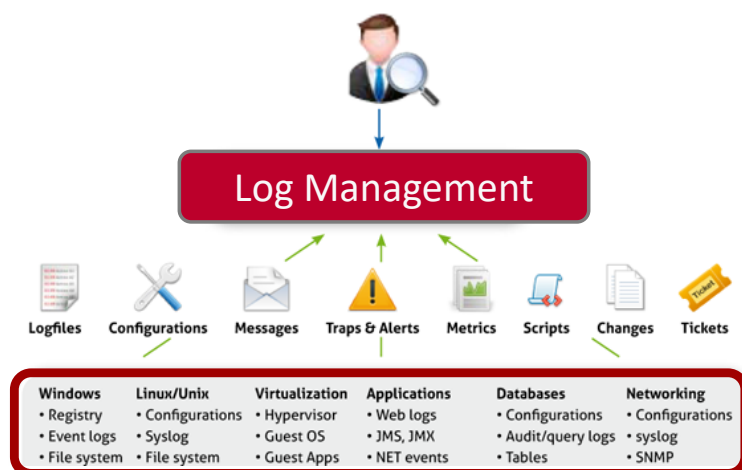 Log Management
Logfiles Configurations Messages Traps & Alerts Metrics Scripts Changes Tickets
Ticket
Windows Linux/Unix Virtualization Applications Databases Networking
• Registry • Configurations • Hypervisor • Web logs • Configurations • Configurations
• Event logs • Syslog • Guest OS • JMS, JMX • Audit/query logs • syslog
• File system • File system • Guest Apps • NET events • Tables • SNMP